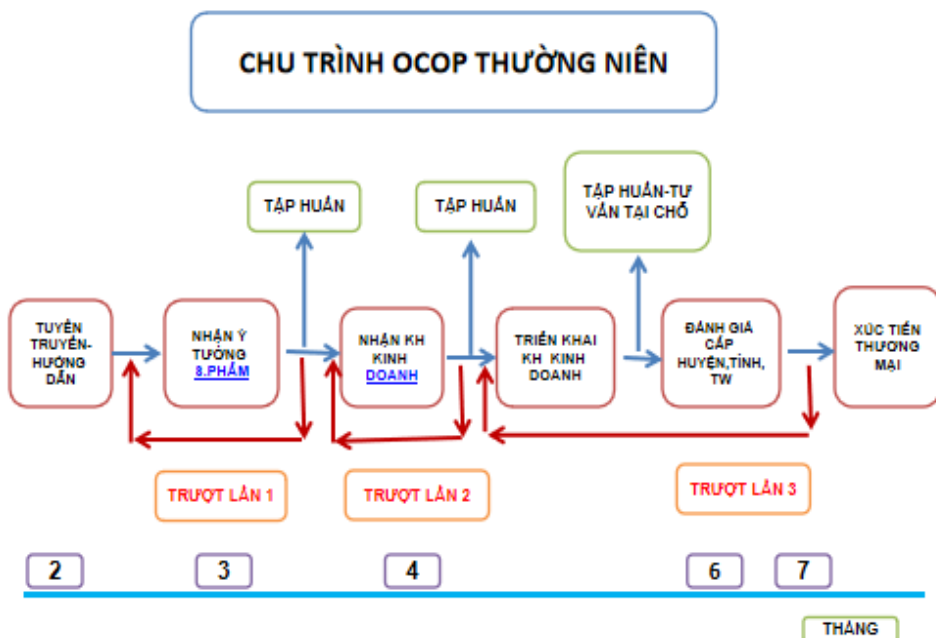 CHU TRÌNH OCOP THƯỜNG NIÊN
TẬP HUẤN
TẬP HUẤN
TẬP HUẤN-TƯ
VẤN TẠI CHỖ
TUYÊN
TRUYỀN-
HƯỚNG
DẪN
NHẬN Ý
TƯỞNG
S.PHẨM
NHẬN KH
KINH
DOANH
TRIỂN KHAI
KH KINH
DOANH
ĐÁNH GIÁ
CẤP
HUYỆN,TỈNH,
TW
XÚC TIẾN
THƯƠNG
MẠI
TRƯỢT LẦN 1
TRƯỢT LẦN 2
TRƯỢT LẦN 3
2
3
4
6
7
THÁNG